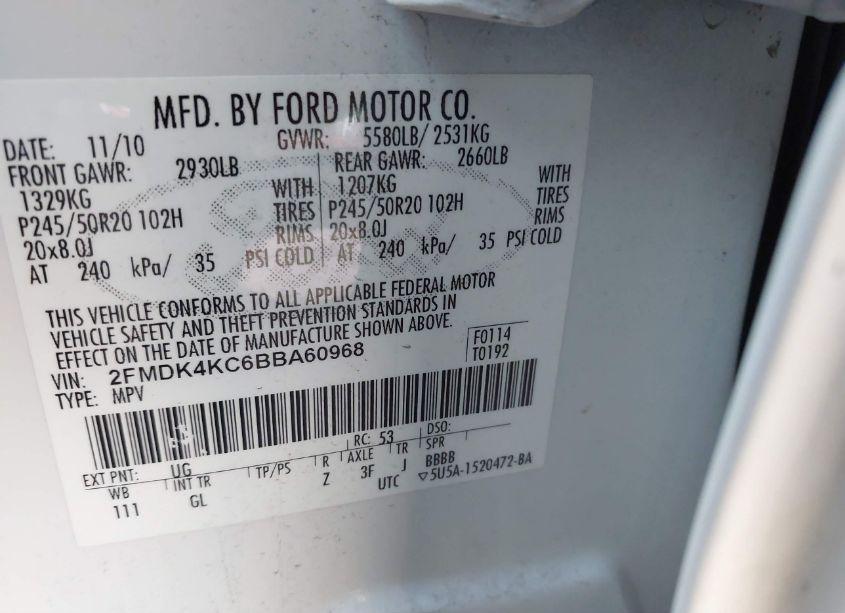 MFD. BY FORD MOTOR CO.
DATE: 11/10 GVWR: 5580LB/ 2531KG
FRONT GAWR: 2930LB REAR GAWR: 2660LB
1329KG WITH 1207KG WITH
P245/50R20 102H TIRES P245/50R20 102H TIRES
20x8.0J RIMS 20x8.0J RIMS
AT 240 kPa/ 35 PSI COLD AT 240 kPa/ 35 PSI COLD
THIS VEHICLE CONFORMS TO ALL APPLICABLE FEDERAL MOTOR
VEHICLE SAFETY AND THEFT PREVENTION STANDARDS IN
EFFECT ON THE DATE OF MANUFACTURE SHOWN ABOVE.
VIN: 2FMDK4KC6BBA60968 F0114
TYPE: MPV T0192
RC: 53 DSO:
EXT PNT: UG
WB INT TR TP/PS R AXLE TR SPR
111 GL Z 3F J BBBB
UTC ▽5U5A-1520472-BA